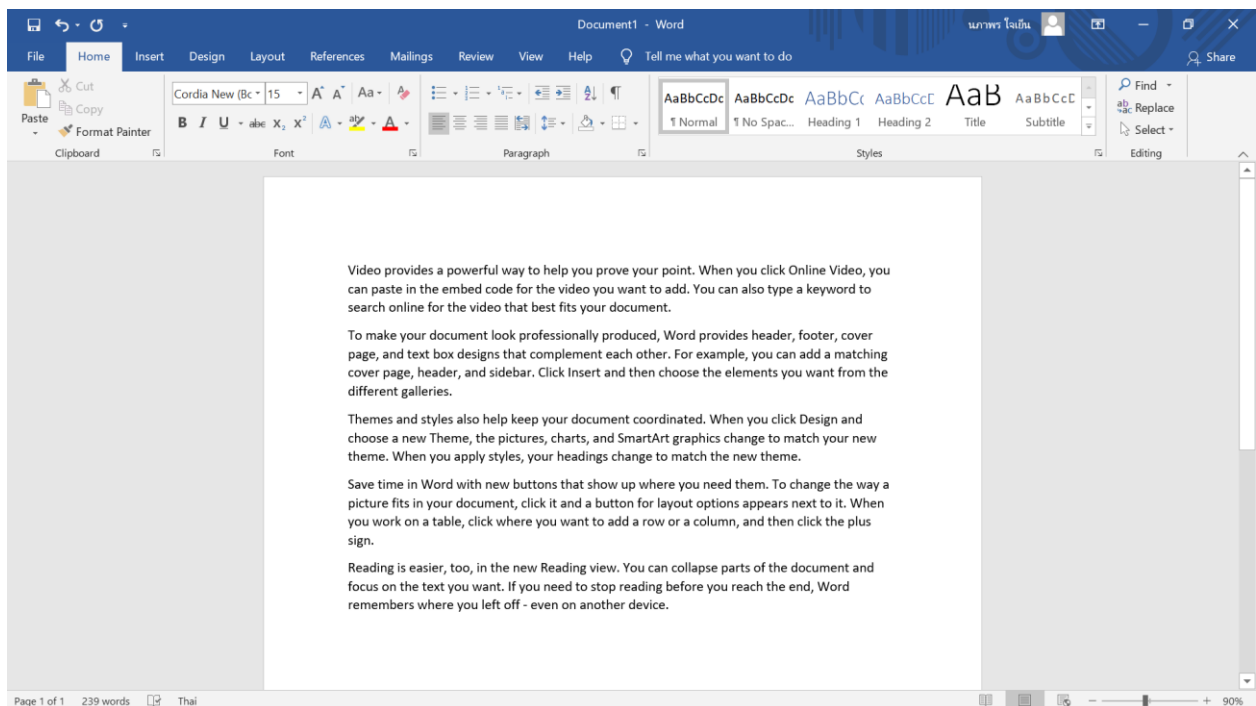 Document1 - Word
นภาพร ใจเย็น
File Home Insert Design Layout References Mailings Review View Help Tell me what you want to do Share
Paste
Cut
Copy
Format Painter
Clipboard
Cordia New (Bc 15 A A Aa
B I U abc X₂ X² A aby A
Font
Paragraph
AaBbCcDc AaBbCcDc AaBbCc AaBbCcE AaB AaBbCcD
¶ Normal ¶ No Spac... Heading 1 Heading 2 Title Subtitle
Styles
Find
Replace
Select
Editing
Video provides a powerful way to help you prove your point. When you click Online Video, you
can paste in the embed code for the video you want to add. You can also type a keyword to
search online for the video that best fits your document.
To make your document look professionally produced, Word provides header, footer, cover
page, and text box designs that complement each other. For example, you can add a matching
cover page, header, and sidebar. Click Insert and then choose the elements you want from the
different galleries.
Themes and styles also help keep your document coordinated. When you click Design and
choose a new Theme, the pictures, charts, and SmartArt graphics change to match your new
theme. When you apply styles, your headings change to match the new theme.
Save time in Word with new buttons that show up where you need them. To change the way a
picture fits in your document, click it and a button for layout options appears next to it. When
you work on a table, click where you want to add a row or a column, and then click the plus
sign.
Reading is easier, too, in the new Reading view. You can collapse parts of the document and
focus on the text you want. If you need to stop reading before you reach the end, Word
remembers where you left off - even on another device.
Page 1 of 1 239 words Thai 90%